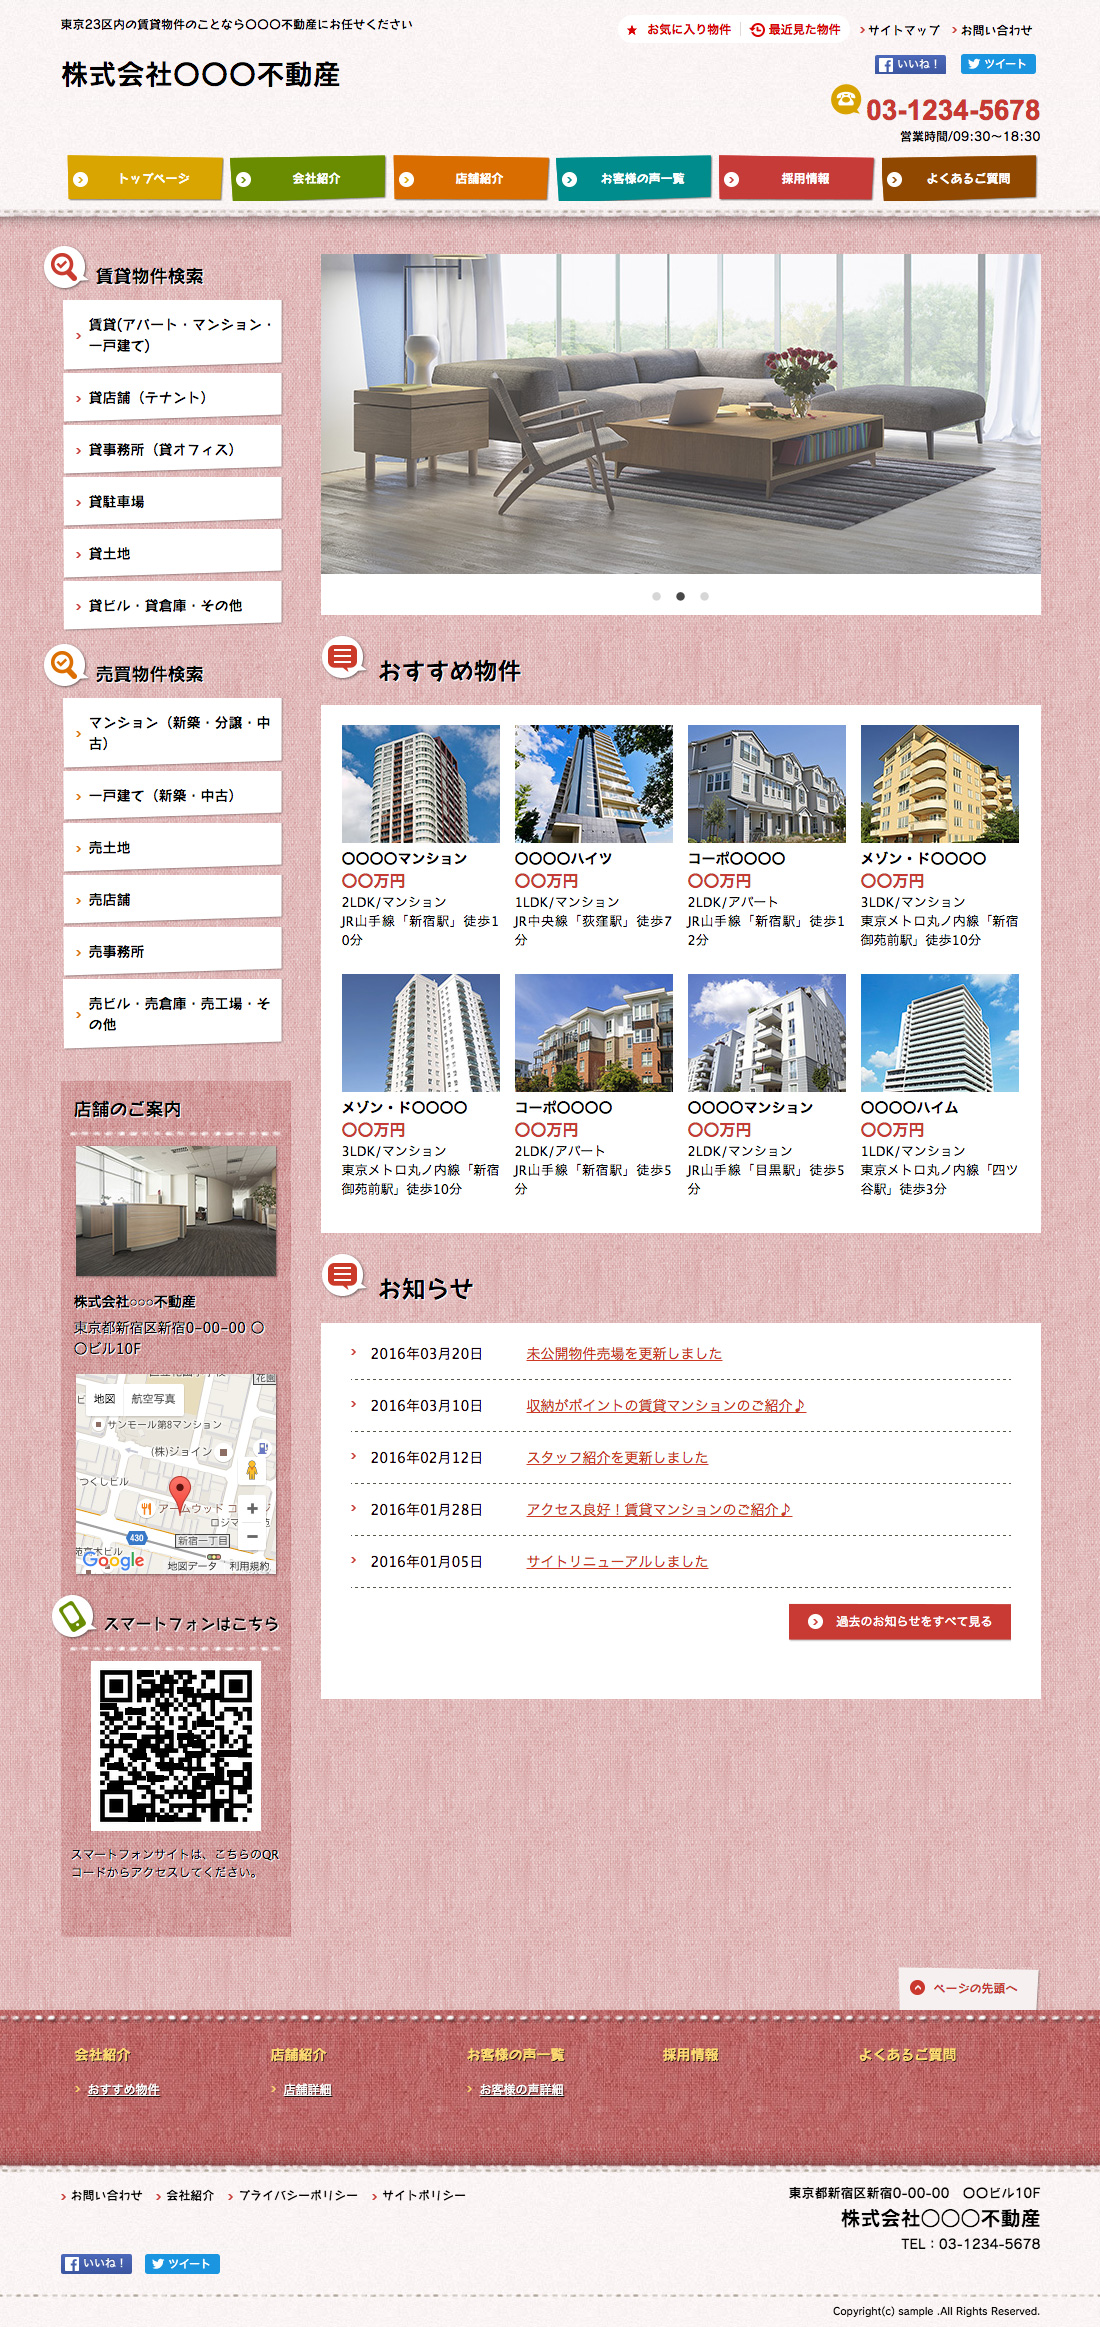 東京23区内の賃貸物件のことなら〇〇〇不動産にお任せください
お気に入り物件
最近見た物件
サイトマップ
お問い合わせ
株式会社〇〇〇不動産
いいね！
ツイート
03-1234-5678
営業時間/09:30〜18:30
トップページ
会社紹介
店舗紹介
お客様の声一覧
採用情報
よくあるご質問
賃貸物件検索
賃貸(アパート・マンション・
一戸建て)
貸店舗（テナント）
貸事務所（貸オフィス）
貸駐車場
貸土地
貸ビル・貸倉庫・その他
売買物件検索
マンション（新築・分譲・中
古）
一戸建て（新築・中古）
売土地
売店舗
売事務所
売ビル・売倉庫・売工場・そ
の他
店舗のご案内
株式会社○○○不動産
東京都新宿区新宿0-00-00 〇
〇ビル10F
地図
航空写真
花園
サンモール第8マンション
(株)ジョイン
つくしビル
アームウッド コ
ロジマ
430
新宿一丁目
Google
地図データ
利用規約
スマートフォンはこちら
スマートフォンサイトは、こちらのQR
コードからアクセスしてください。
おすすめ物件
〇〇〇〇マンション
〇〇万円
2LDK/マンション
JR山手線「新宿駅」徒歩1
0分
〇〇〇〇ハイツ
〇〇万円
1LDK/マンション
JR中央線「荻窪駅」徒歩7
分
コーポ〇〇〇〇
〇〇万円
2LDK/アパート
JR山手線「新宿駅」徒歩1
2分
メゾン・ド〇〇〇〇
〇〇万円
3LDK/マンション
東京メトロ丸ノ内線「新宿
御苑前駅」徒歩10分
メゾン・ド〇〇〇〇
〇〇万円
3LDK/マンション
東京メトロ丸ノ内線「新宿
御苑前駅」徒歩10分
コーポ〇〇〇〇
〇〇万円
2LDK/アパート
JR山手線「新宿駅」徒歩5
分
〇〇〇〇マンション
〇〇万円
2LDK/マンション
JR山手線「目黒駅」徒歩5
分
〇〇〇〇ハイム
〇〇万円
1LDK/マンション
東京メトロ丸ノ内線「四ツ
谷駅」徒歩3分
お知らせ
2016年03月20日 未公開物件売場を更新しました
2016年03月10日 収納がポイントの賃貸マンションのご紹介♪
2016年02月12日 スタッフ紹介を更新しました
2016年01月28日 アクセス良好！賃貸マンションのご紹介♪
2016年01月05日 サイトリニューアルしました
過去のお知らせをすべて見る
ページの先頭へ
会社紹介
おすすめ物件
店舗紹介
店舗詳細
お客様の声一覧
お客様の声詳細
採用情報
よくあるご質問
お問い合わせ
会社紹介
プライバシーポリシー
サイトポリシー
東京都新宿区新宿0-00-00　〇〇ビル10F
株式会社〇〇〇不動産
TEL：03-1234-5678
いいね！
ツイート
Copyright(c) sample .All Rights Reserved.